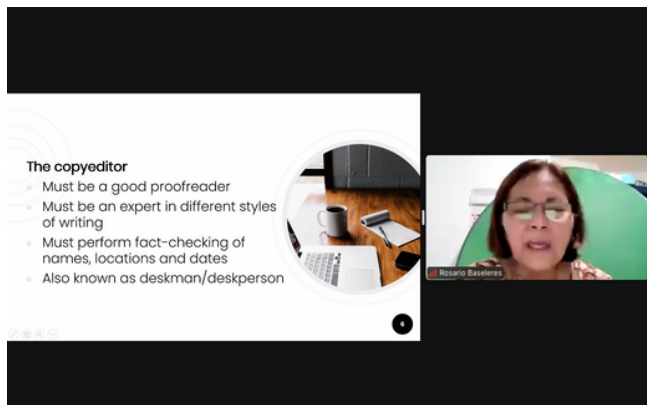 The copyeditor
Must be a good proofreader
Must be an expert in different styles
of writing
Must perform fact-checking of
names, locations and dates
Also known as deskman/deskperson
6
Rosario Baseleres